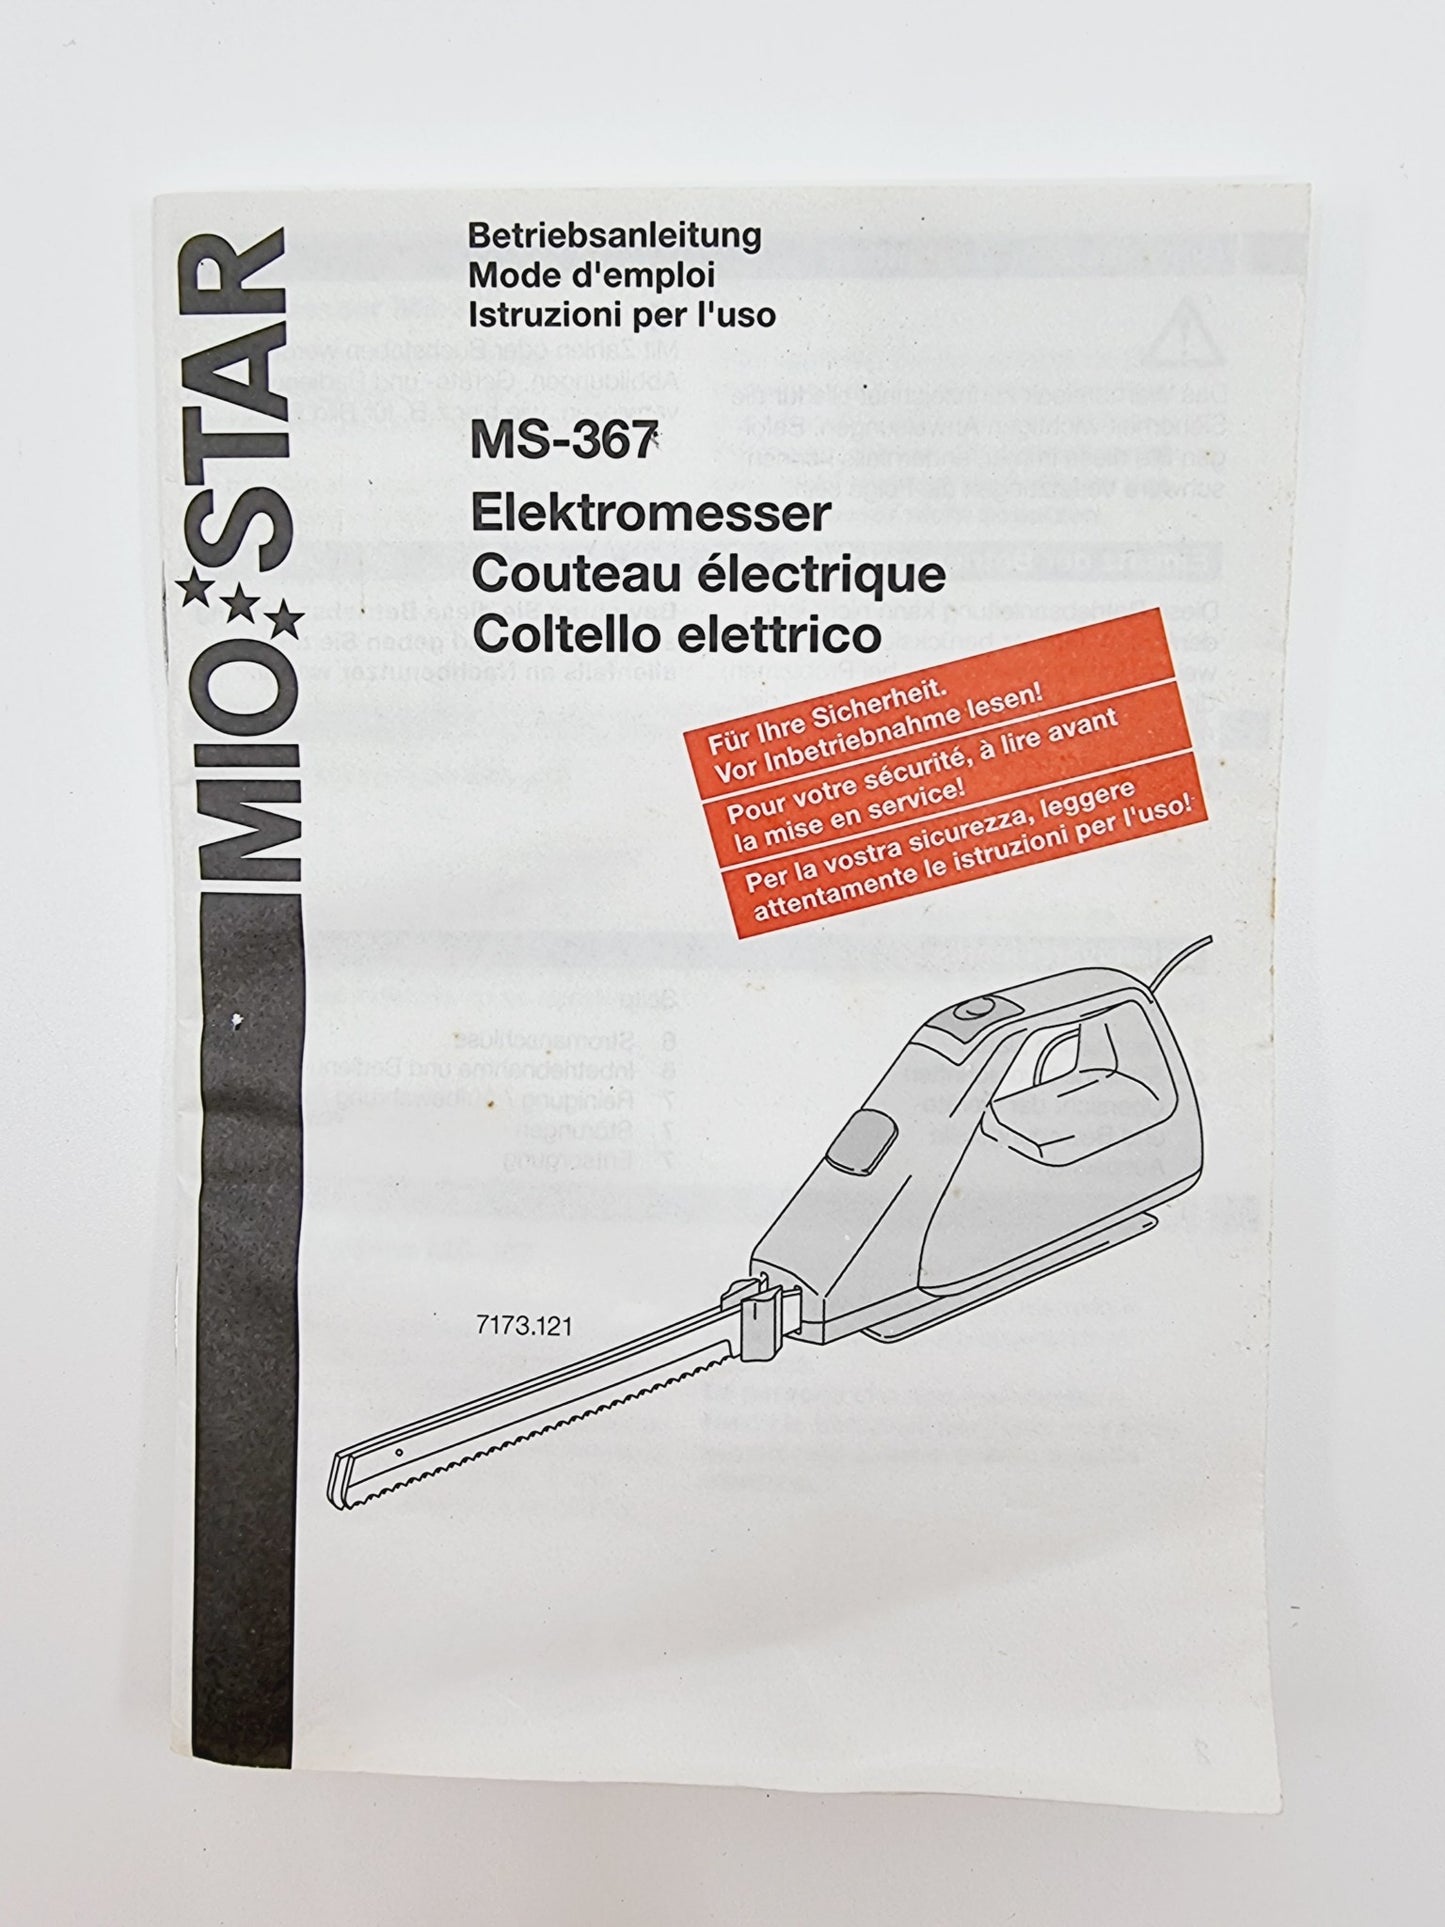 MIO STAR
Betriebsanleitung
Mode d'emploi
Istruzioni per l'uso
MS-367
Elektromesser
Couteau électrique
Coltello elettrico
Für Ihre Sicherheit.
Vor Inbetriebnahme lesen!
Pour votre sécurité, à lire avant
la mise en service!
Per la vostra sicurezza, leggere
attentamente le istruzioni per l'uso!
7173.121